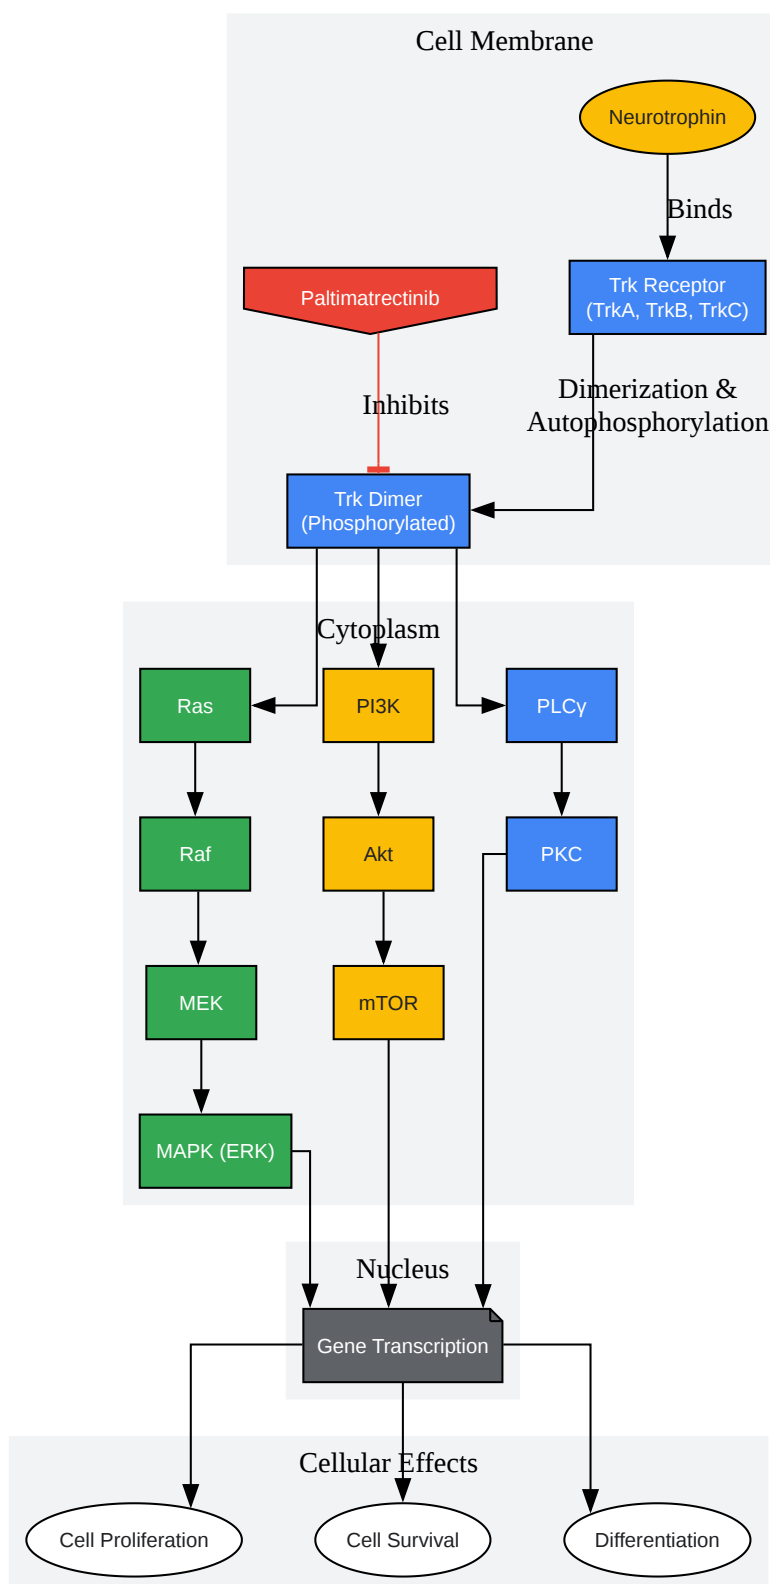 Cell Membrane
Neurotrophin
Binds
Trk Receptor
(TrkA, TrkB, TrkC)
Paltimatrectinib
Dimerization &
Autophosphorylation
Inhibits
Trk Dimer
(Phosphorylated)
Cytoplasm
Ras
PI3K
PLCγ
Raf
Akt
PKC
MEK
mTOR
MAPK (ERK)
Nucleus
Gene Transcription
Cellular Effects
Cell Proliferation
Cell Survival
Differentiation